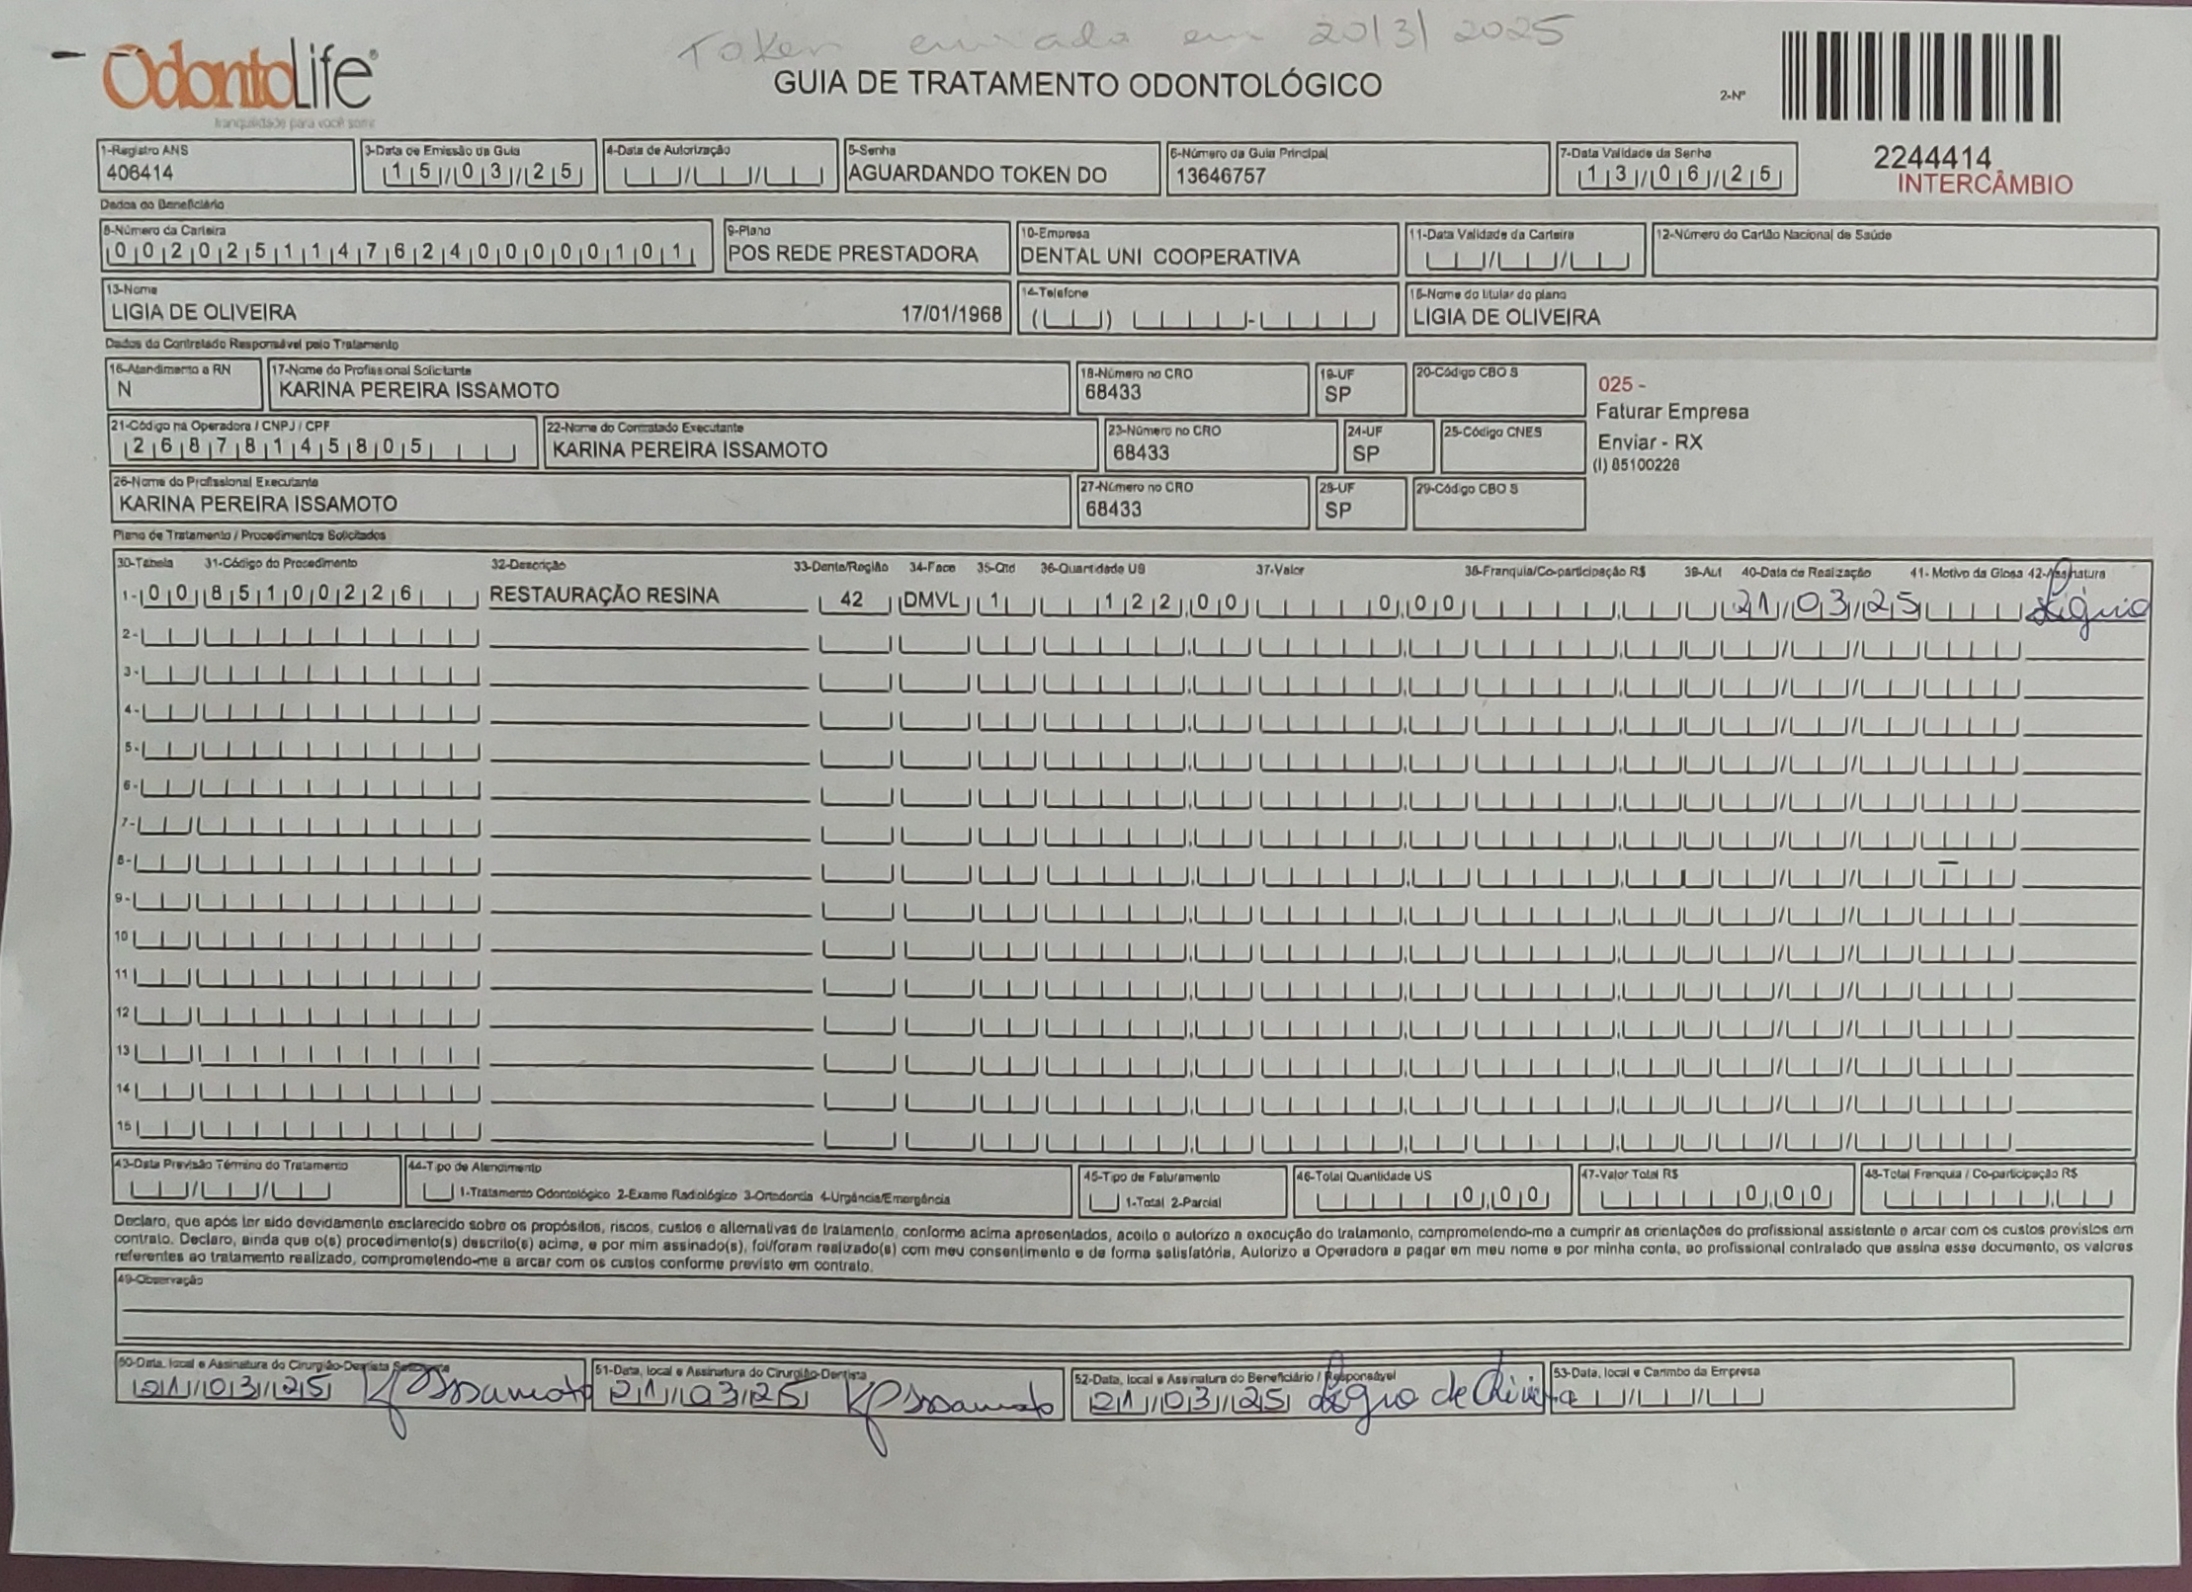 Token enviado em 20/3/2025
OdontoLife®
tranquilidade para você sorrir
GUIA DE TRATAMENTO ODONTOLÓGICO
2-Nº
2244414
INTERCÂMBIO
1-Registro ANS
406414
3-Data de Emissão da Guia
15/03/25
4-Data de Autorização
5-Senha
AGUARDANDO TOKEN DO
6-Número da Guia Principal
13646757
7-Data Validade da Senha
13/06/25
Dados do Beneficiário
8-Número da Carteira
00202511476240000101
9-Plano
POS REDE PRESTADORA
10-Empresa
DENTAL UNI COOPERATIVA
11-Data Validade da Carteira
12-Número do Cartão Nacional de Saúde
13-Nome
LIGIA DE OLIVEIRA 17/01/1968
14-Telefone
15-Nome do titular do plano
LIGIA DE OLIVEIRA
Dados do Contratado Responsável pelo Tratamento
16-Atendimento a RN
N
17-Nome do Profissional Solicitante
KARINA PEREIRA ISSAMOTO
18-Número no CRO
68433
19-UF
SP
20-Código CBO S
025 -
Faturar Empresa
Enviar - RX
(I) 85100226
21-Código na Operadora / CNPJ / CPF
26878145805
22-Nome do Contratado Executante
KARINA PEREIRA ISSAMOTO
23-Número no CRO
68433
24-UF
SP
25-Código CNES
26-Nome do Profissional Executante
KARINA PEREIRA ISSAMOTO
27-Número no CRO
68433
28-UF
SP
29-Código CBO S
Plano de Tratamento / Procedimentos Solicitados
30-Tabela 31-Código do Procedimento 32-Descrição 33-Dente/Região 34-Face 35-Qtd 36-Quantidade US 37-Valor 38-Franquia/Co-participação R$ 39-Aut 40-Data de Realização 41- Motivo da Glosa 42-Assinatura
1- 00 85100226 RESTAURAÇÃO RESINA 42 DMVL 1 122,00 0,00 21/03/25 Ligia
2-
3-
4-
5-
6-
7-
8-
9-
10
11
12
13
14
15
43-Data Previsão Término do Tratamento
44-Tipo de Atendimento
1-Tratamento Odontológico 2-Exame Radiológico 3-Ortodontia 4-Urgência/Emergência
45-Tipo de Faturamento
1-Total 2-Parcial
46-Total Quantidade US
0,00
47-Valor Total R$
0,00
48-Total Franquia / Co-participação R$
Declaro, que após ter sido devidamente esclarecido sobre os propósitos, riscos, custos e alternativas de tratamento, conforme acima apresentados, aceito e autorizo a execução do tratamento, comprometendo-me a cumprir as orientações do profissional assistente e arcar com os custos previstos em
contrato. Declaro, ainda que o(s) procedimento(s) descrito(s) acima, e por mim assinado(s), foi/foram realizado(s) com meu consentimento e de forma satisfatória, Autorizo a Operadora a pagar em meu nome e por minha conta, ao profissional contratado que assina esse documento, os valores
referentes ao tratamento realizado, comprometendo-me a arcar com os custos conforme previsto em contrato.
49-Observação
50-Data, local e Assinatura do Cirurgião-Dentista Solicitante
21/03/25 KPIssamoto
51-Data, local e Assinatura do Cirurgião-Dentista
21/03/25 KPIssamoto
52-Data, local e Assinatura do Beneficiário / Responsável
21/03/25 Ligia de Oliveira
53-Data, local e Carimbo da Empresa